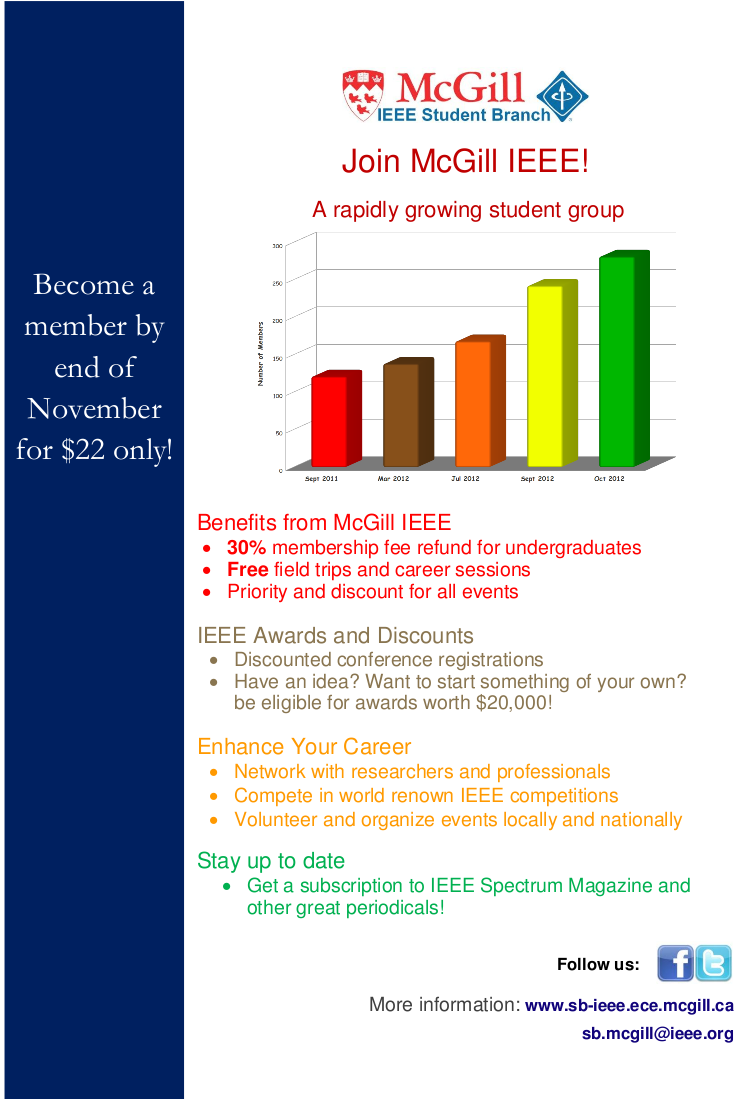 McGill
IEEE Student Branch
Join McGill IEEE!
A rapidly growing student group
Become a
member by
end of
November
for $22 only!
Number of Members
300
250
200
150
100
50
0
Sept 2011
Mar 2012
Jul 2012
Sept 2012
Oct 2012
Benefits from McGill IEEE
• 30% membership fee refund for undergraduates
• Free field trips and career sessions
• Priority and discount for all events
IEEE Awards and Discounts
• Discounted conference registrations
• Have an idea? Want to start something of your own?
be eligible for awards worth $20,000!
Enhance Your Career
• Network with researchers and professionals
• Compete in world renown IEEE competitions
• Volunteer and organize events locally and nationally
Stay up to date
• Get a subscription to IEEE Spectrum Magazine and
other great periodicals!
Follow us: f t
More information: www.sb-ieee.ece.mcgill.ca
sb.mcgill@ieee.org